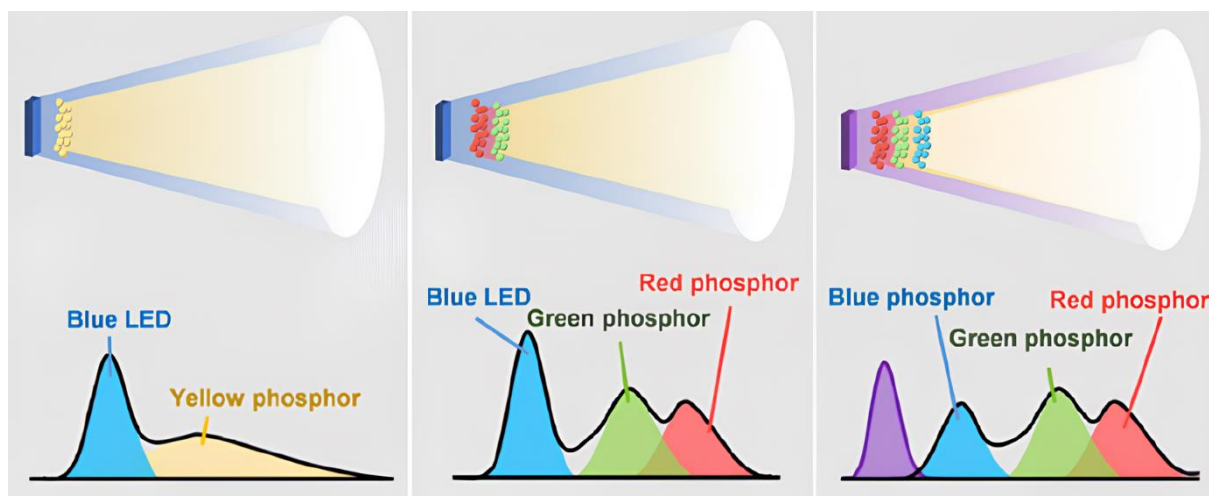 Blue LED
Yellow phosphor
Blue LED
Red phosphor
Green phosphor
Blue phosphor
Red phosphor
Green phosphor